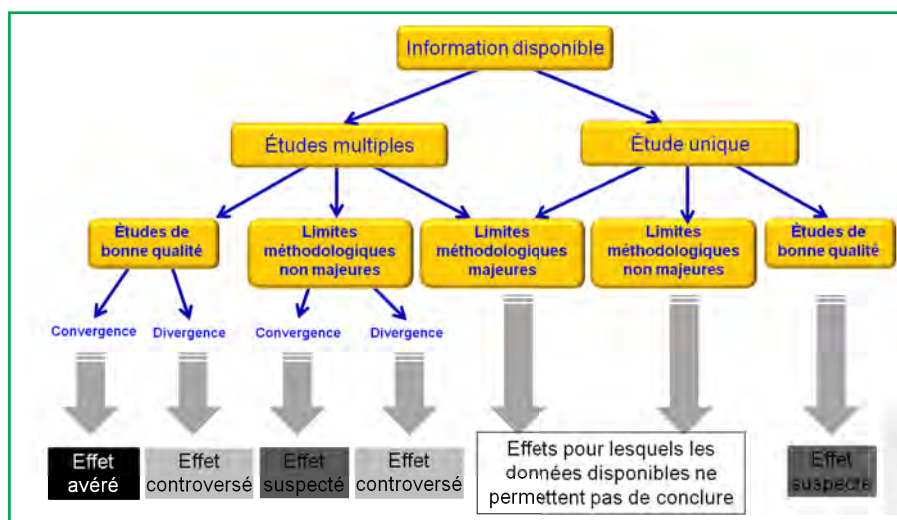 Information disponible
Études multiples
Étude unique
Études de
bonne qualité
Limites
méthodologiques
non majeures
Limites
méthodologiques
majeures
Limites
méthodologiques
non majeures
Études de
bonne qualité
Convergence
Divergence
Convergence
Divergence
Effet
avéré
Effet
controversé
Effet
suspecté
Effet
controversé
Effets pour lesquels les
données disponibles ne
permettent pas de conclure
Effet
suspecté